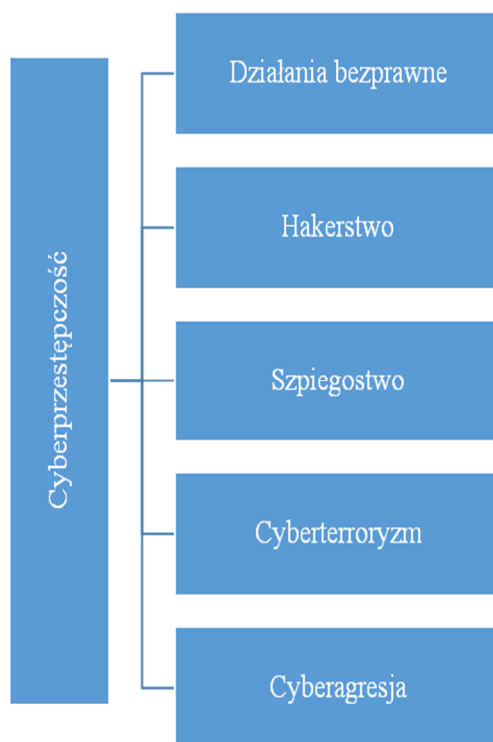 Cyberprzestępczość
Działania bezprawne
Hakerstwo
Szpiegostwo
Cyberterroryzm
Cyberagresja